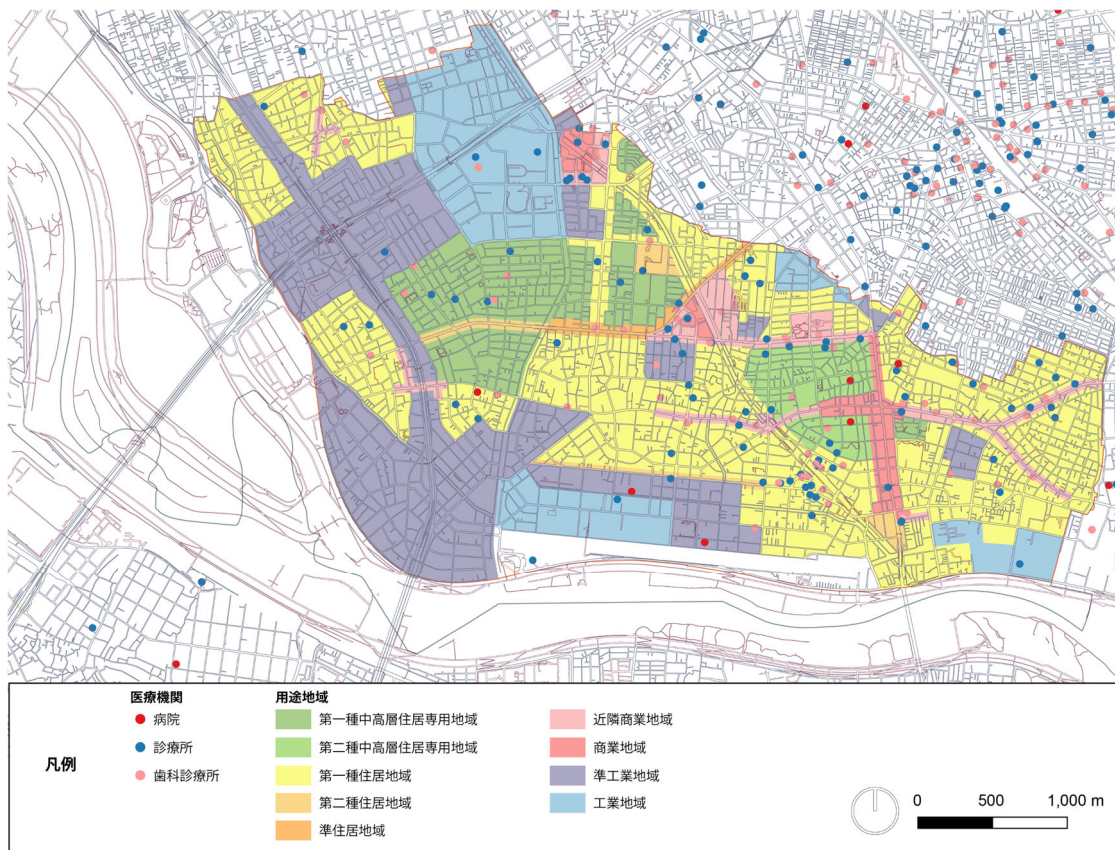 凡例
医療機関
病院
診療所
歯科診療所
用途地域
第一種中高層住居専用地域
第二種中高層住居専用地域
第一種住居地域
第二種住居地域
準住居地域
近隣商業地域
商業地域
準工業地域
工業地域
0 500 1,000 m